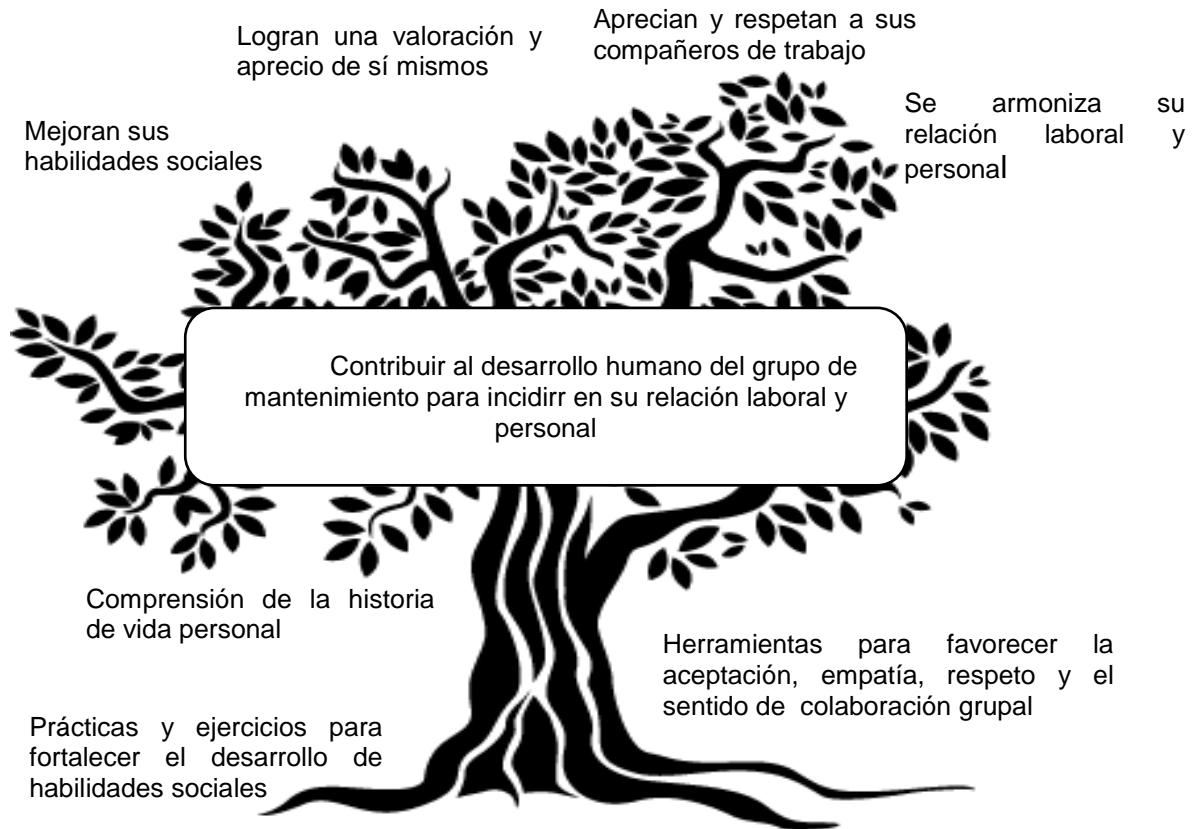 Logran una valoración y
aprecio de sí mismos
Aprecian y respetan a sus
compañeros de trabajo
Se armoniza su
relación laboral y
personal
Mejoran sus
habilidades sociales
Contribuir al desarrollo humano del grupo de
mantenimiento para incidirr en su relación laboral y
personal
Comprensión de la historia
de vida personal
Herramientas para favorecer la
aceptación, empatía, respeto y el
sentido de colaboración grupal
Prácticas y ejercicios para
fortalecer el desarrollo de
habilidades sociales